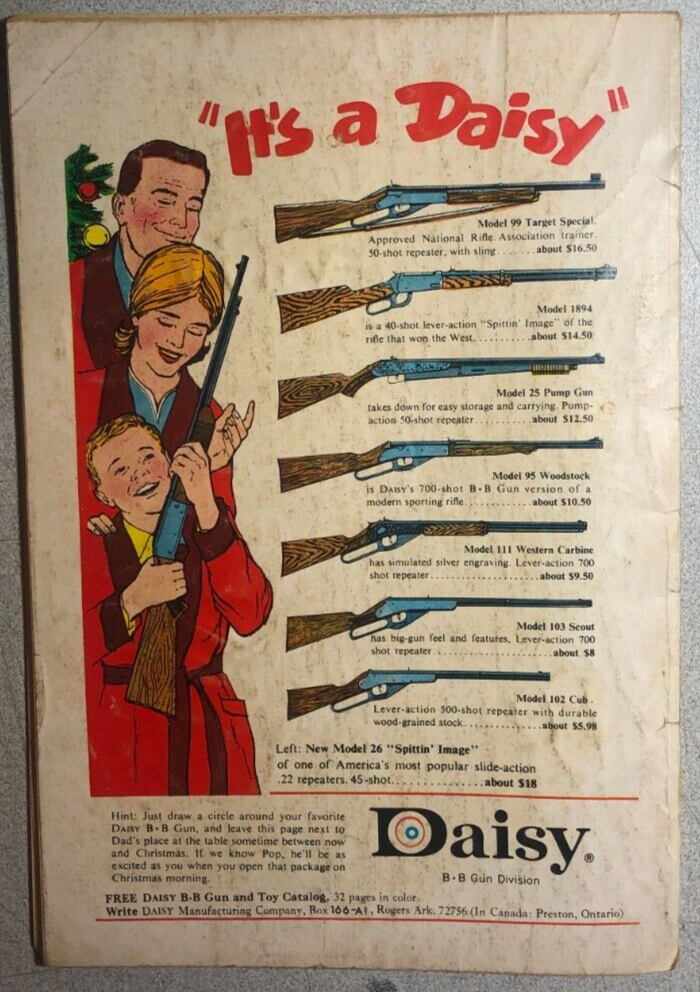 "It's a Daisy"
Model 99 Target Special.
Approved National Rifle Association trainer.
50-shot repeater, with sling.......about $16.50
Model 1894
is a 40-shot lever-action "Spittin' Image" of the
rifle that won the West..........about $14.50
Model 25 Pump Gun
takes down for easy storage and carrying. Pump-
action 50-shot repeater..........about $12.50
Model 95 Woodstock
is DAISY'S 700-shot B•B Gun version of a
modern sporting rifle............about $10.50
Model 111 Western Carbine
has simulated silver engraving. Lever-action 700
shot repeater...................about $9.50
Model 103 Scout
has big-gun feel and features. Lever-action 700
shot repeater.....................about $8
Model 102 Cub.
Lever-action 500-shot repeater with durable
wood-grained stock.............about $5.98
Left: New Model 26 "Spittin' Image"
of one of America's most popular slide-action
.22 repeaters. 45-shot...............about $18
Hint: Just draw a circle around your favorite
DAISY B•B Gun, and leave this page next to
Dad's place at the table sometime between now
and Christmas. If we know Pop, he'll be as
excited as you when you open that package on
Christmas morning.
Daisy®
B•B Gun Division
FREE DAISY B•B Gun and Toy Catalog. 32 pages in color.
Write DAISY Manufacturing Company, Box 166-A1, Rogers Ark. 72756 (In Canada: Preston, Ontario)